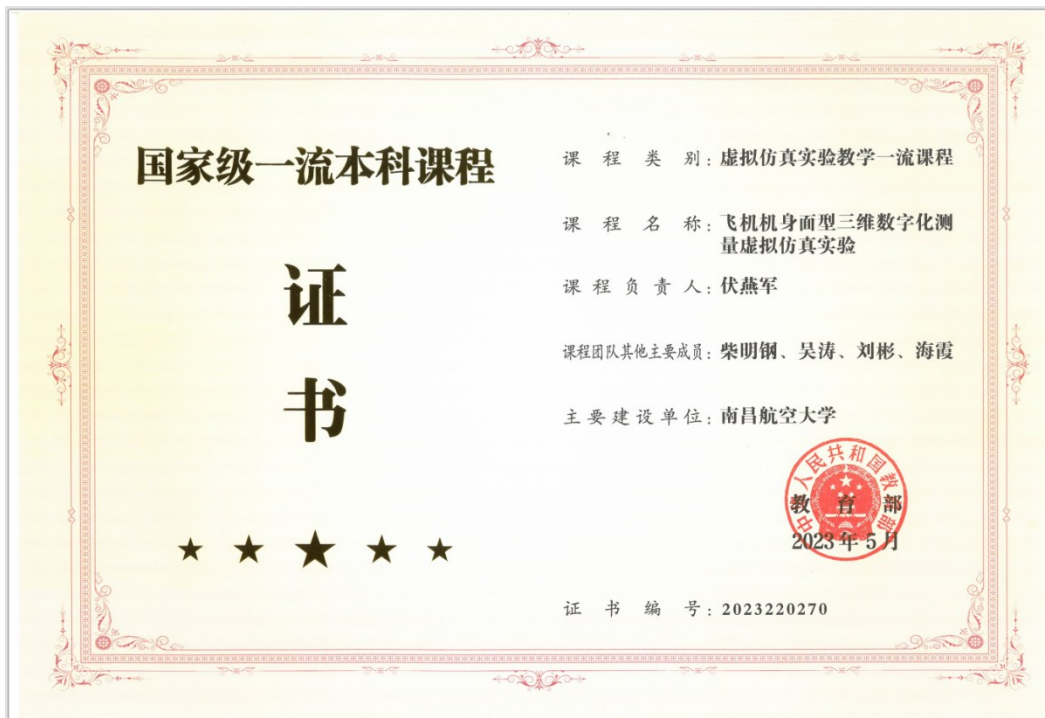 国家级一流本科课程
证
书
课程类别：虚拟仿真实验教学一流课程
课程名称：飞机机身面型三维数字化测
量虚拟仿真实验
课程负责人：伏燕军
课程团队其他主要成员：柴明钢、吴涛、刘彬、海霞
主要建设单位：南昌航空大学
中华人民共和国教育部
教育部
2023年5月
证书编号：2023220270